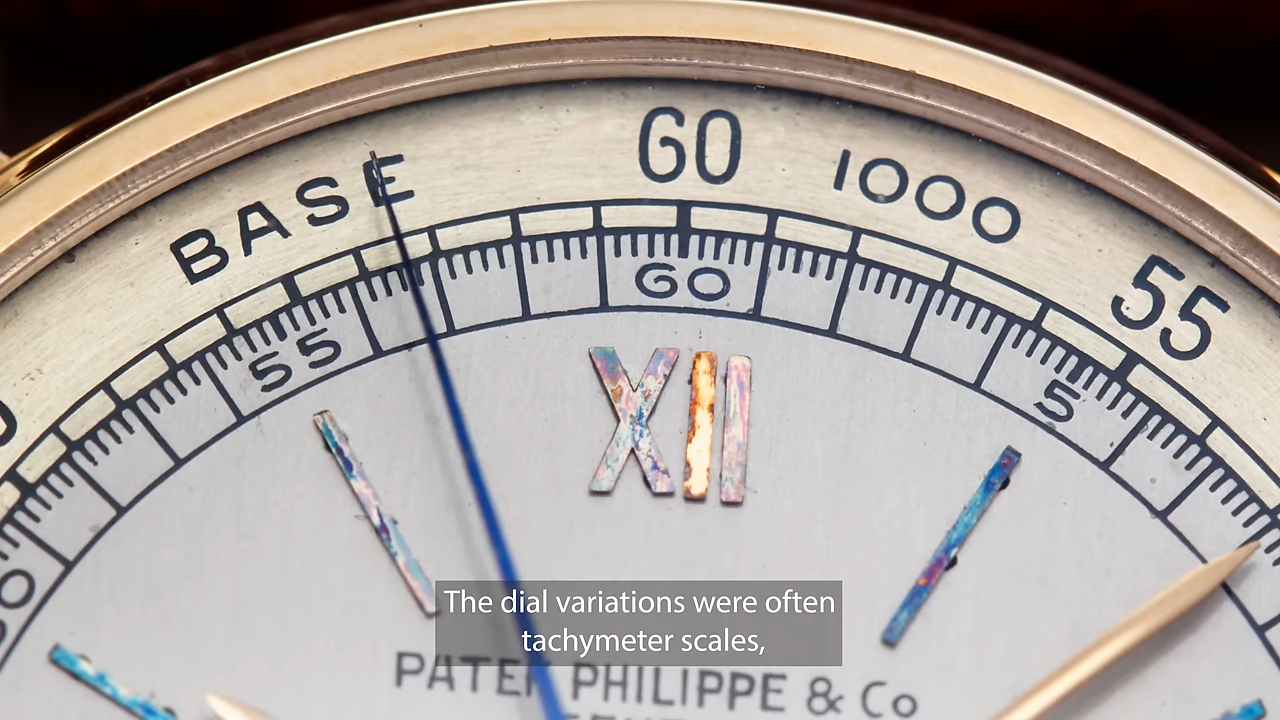 BASE 60 1000 55
55 60 5
XII
The dial variations were often
tachymeter scales,
PATEK PHILIPPE & Co